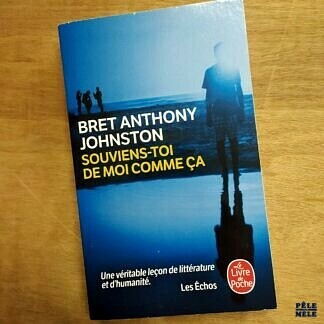 BRET ANTHONY
JOHNSTON
SOUVIENS-TOI
DE MOI COMME ÇA
Une véritable leçon de littérature
et d'humanité.
Les Échos
Le
Livre
de
Poche
PÊLE
MÊLE